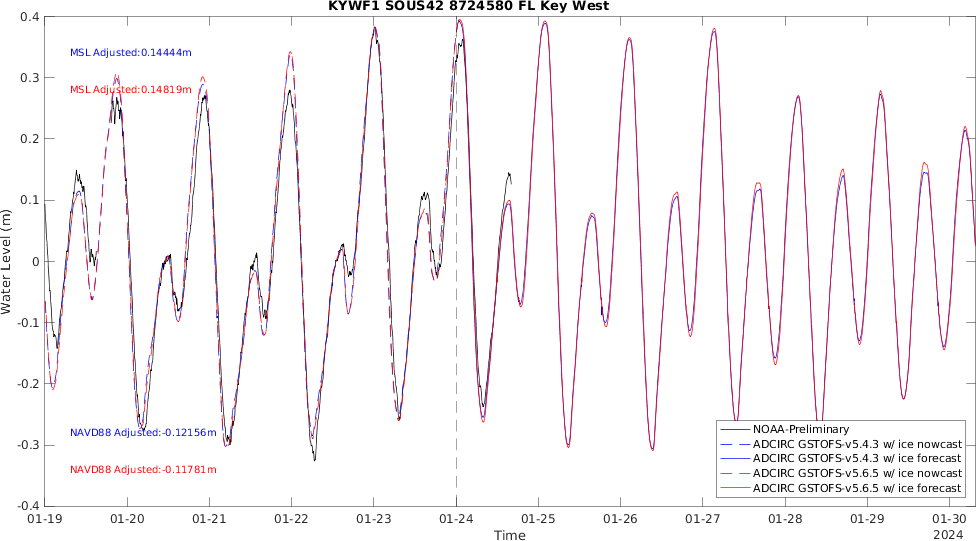 KYWF1 SOUS42 8724580 FL Key West
0.4
0.3
0.2
0.1
0
-0.1
-0.2
-0.3
-0.4
Water Level (m)
MSL Adjusted:0.14444m
MSL Adjusted:0.14819m
NAVD88 Adjusted:-0.12156m
NAVD88 Adjusted:-0.11781m
NOAA-Preliminary
ADCIRC GSTOFS-v5.4.3 w/ ice nowcast
ADCIRC GSTOFS-v5.4.3 w/ ice forecast
ADCIRC GSTOFS-v5.6.5 w/ ice nowcast
ADCIRC GSTOFS-v5.6.5 w/ ice forecast
01-19 01-20 01-21 01-22 01-23 01-24 01-25 01-26 01-27 01-28 01-29 01-30
Time
2024